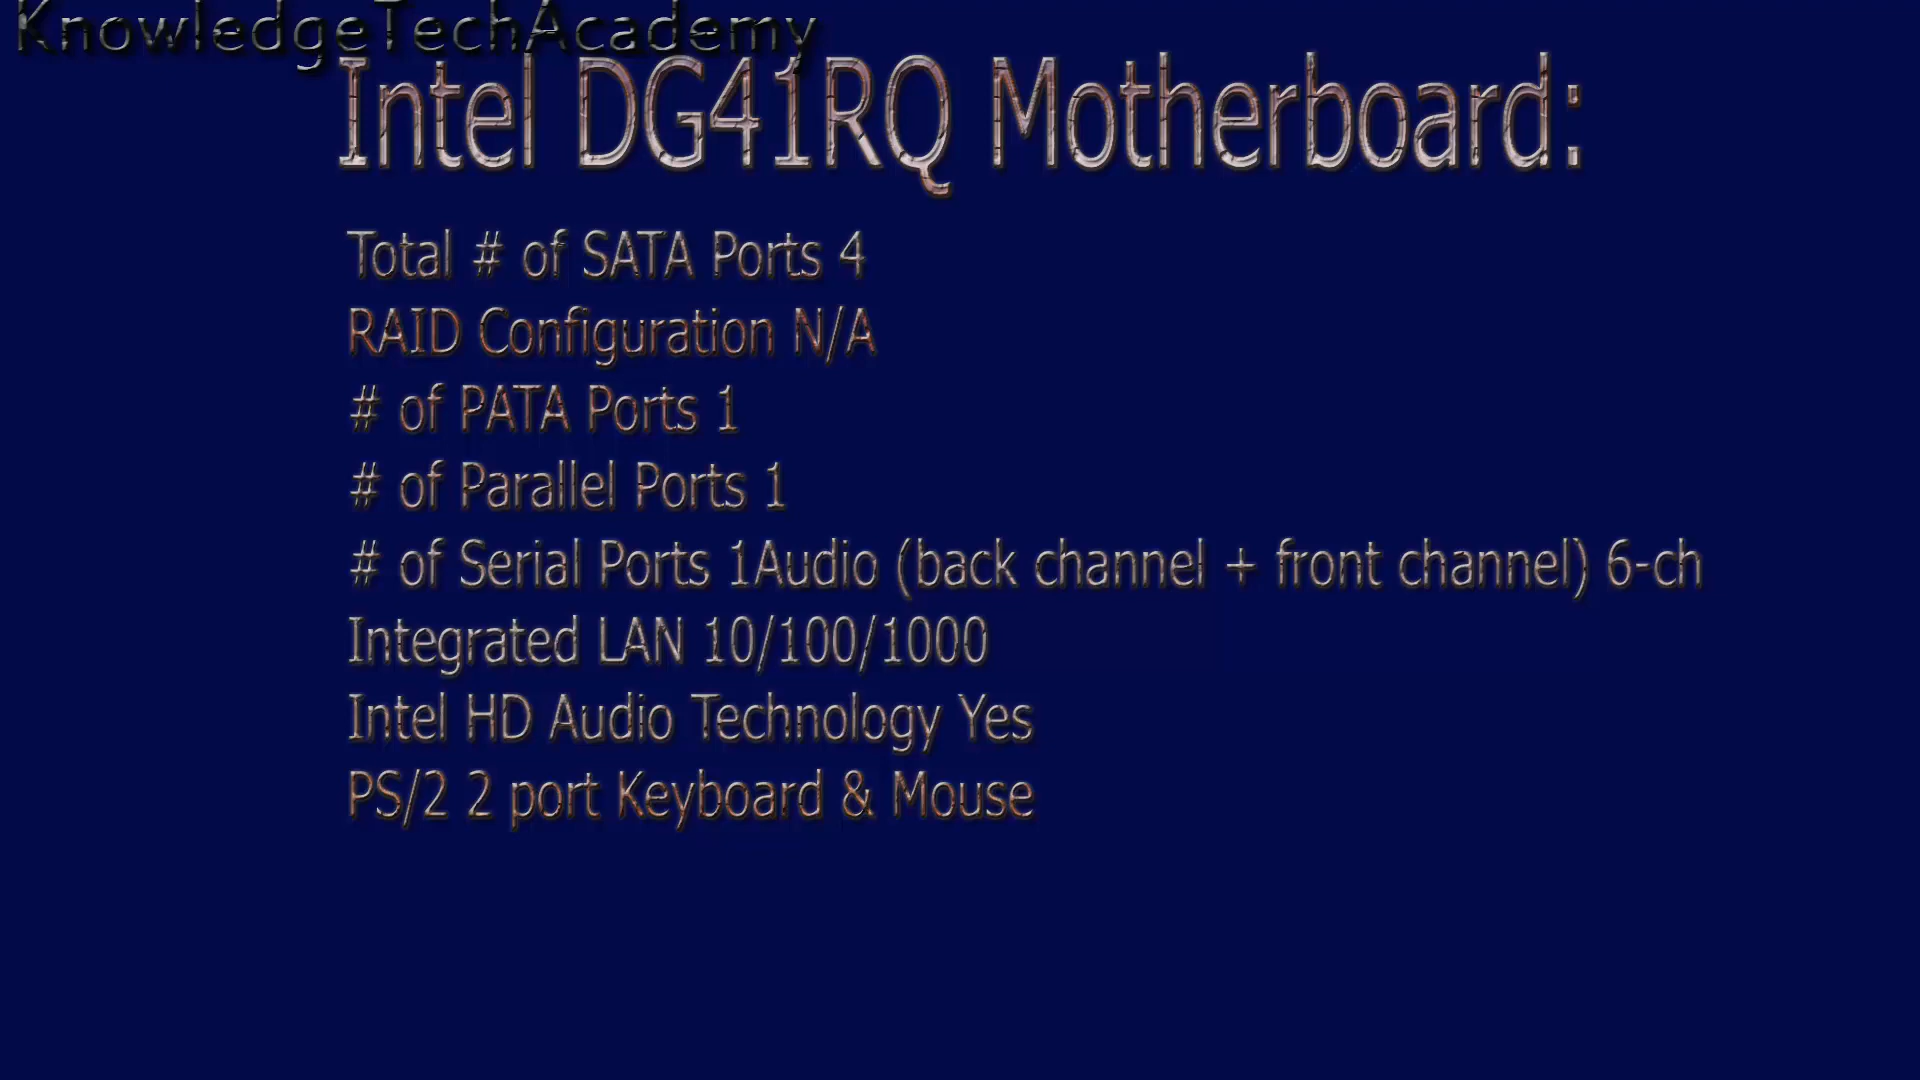 KnowledgeTechAcademy
Intel DG41RQ Motherboard:
Total # of SATA Ports 4
RAID Configuration N/A
# of PATA Ports 1
# of Parallel Ports 1
# of Serial Ports 1Audio (back channel + front channel) 6-ch
Integrated LAN 10/100/1000
Intel HD Audio Technology Yes
PS/2 2 port Keyboard & Mouse